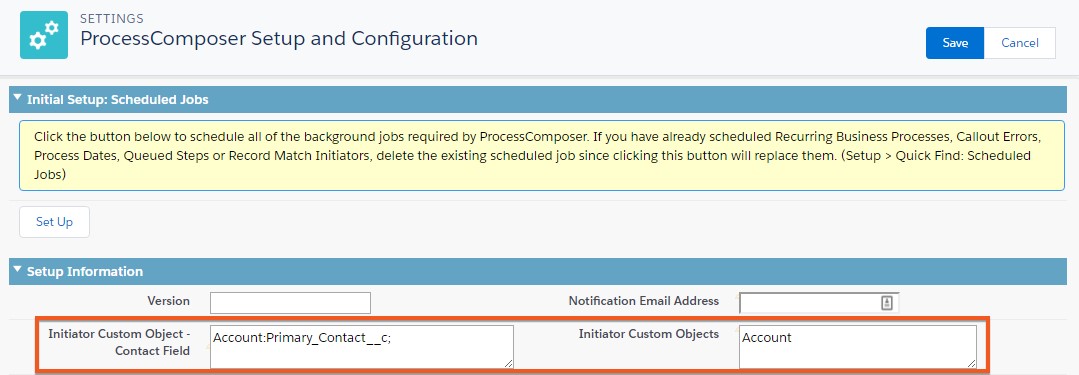 SETTINGS
ProcessComposer Setup and Configuration
Save
Cancel
Initial Setup: Scheduled Jobs
Click the button below to schedule all of the background jobs required by ProcessComposer. If you have already scheduled Recurring Business Processes, Callout Errors,
Process Dates, Queued Steps or Record Match Initiators, delete the existing scheduled job since clicking this button will replace them. (Setup > Quick Find: Scheduled
Jobs)
Set Up
Setup Information
Version
Notification Email Address
Initiator Custom Object -
Contact Field
Account:Primary_Contact__c;
Initiator Custom Objects
Account